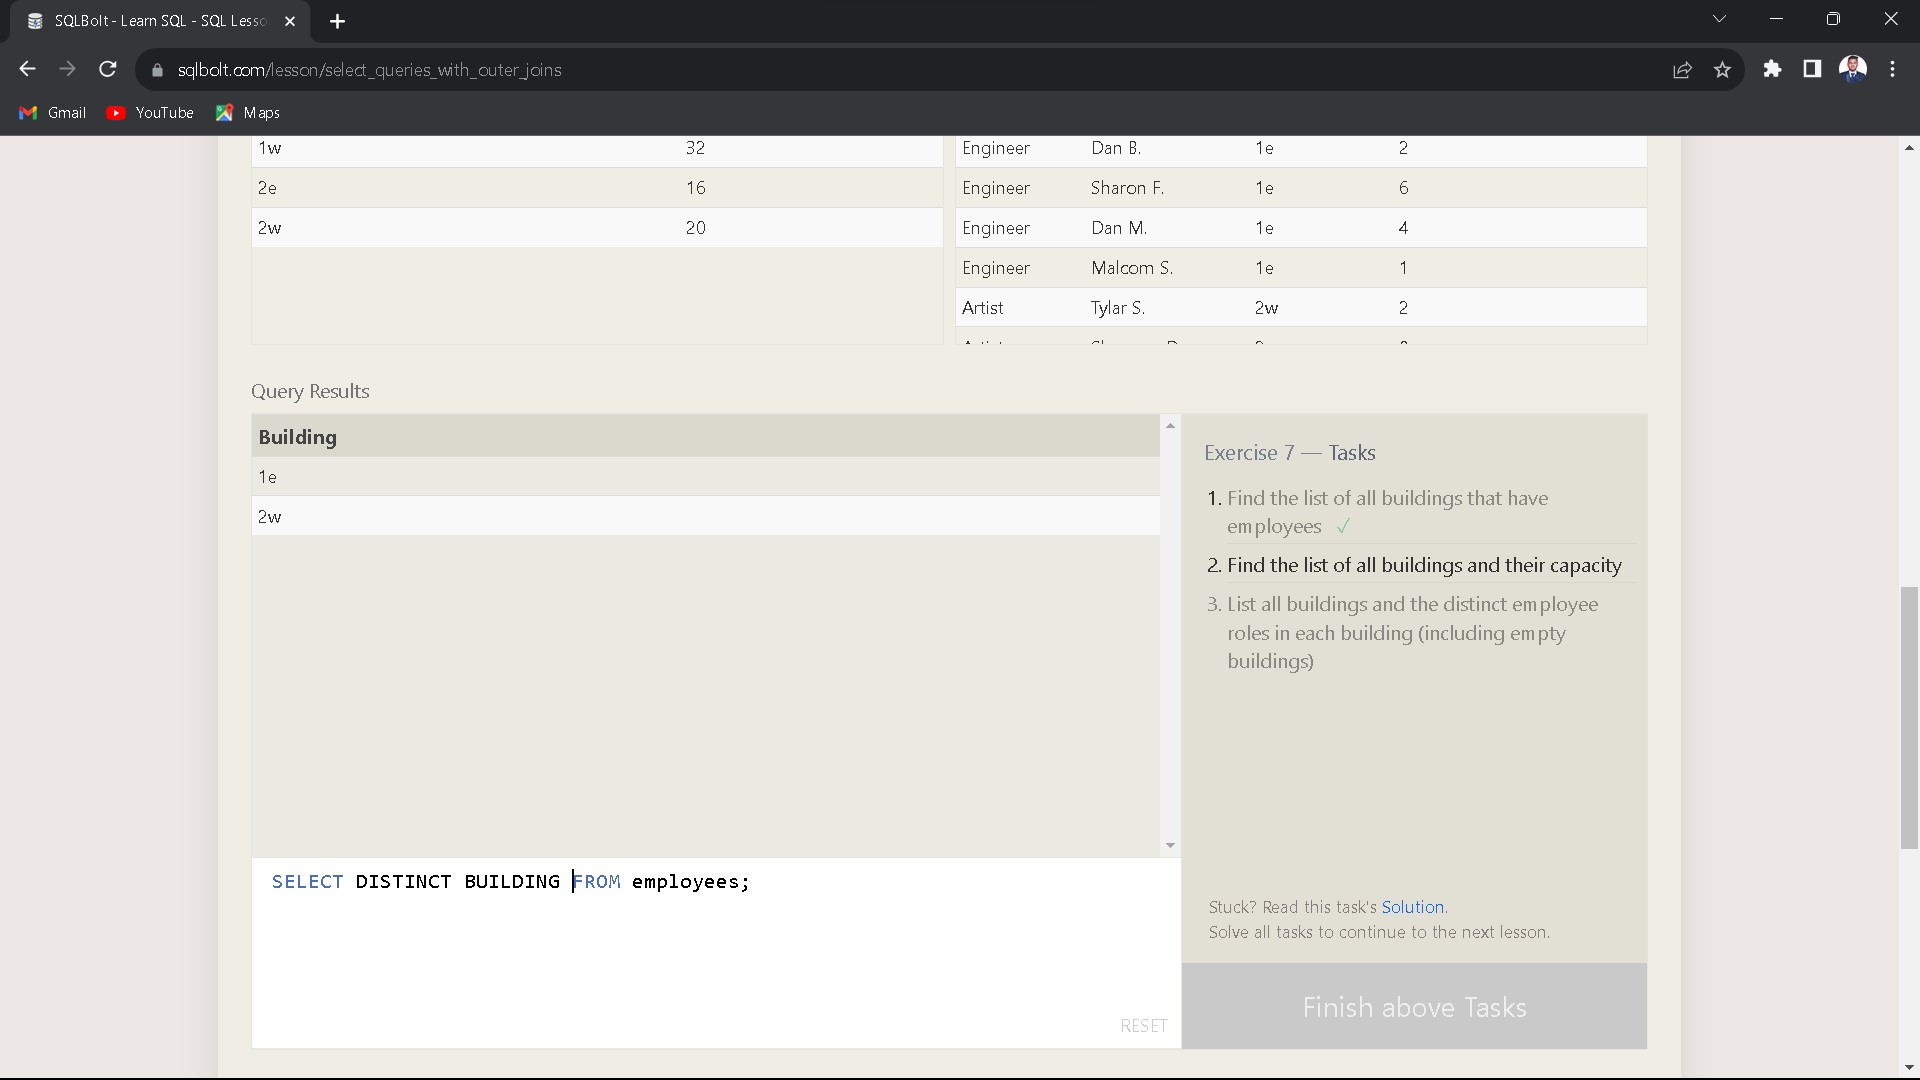 SQLBolt - Learn SQL - SQL Lesso
sqlbolt.com/lesson/select_queries_with_outer_joins
Gmail YouTube Maps
1w 32
2e 16
2w 20
Engineer Dan B. 1e 2
Engineer Sharon F. 1e 6
Engineer Dan M. 1e 4
Engineer Malcom S. 1e 1
Artist Tylar S. 2w 2
Query Results
Building
1e
2w
Exercise 7 — Tasks
1. Find the list of all buildings that have
employees ✓
2. Find the list of all buildings and their capacity
3. List all buildings and the distinct employee
roles in each building (including empty
buildings)
SELECT DISTINCT BUILDING FROM employees;
RESET
Stuck? Read this task's Solution.
Solve all tasks to continue to the next lesson.
Finish above Tasks